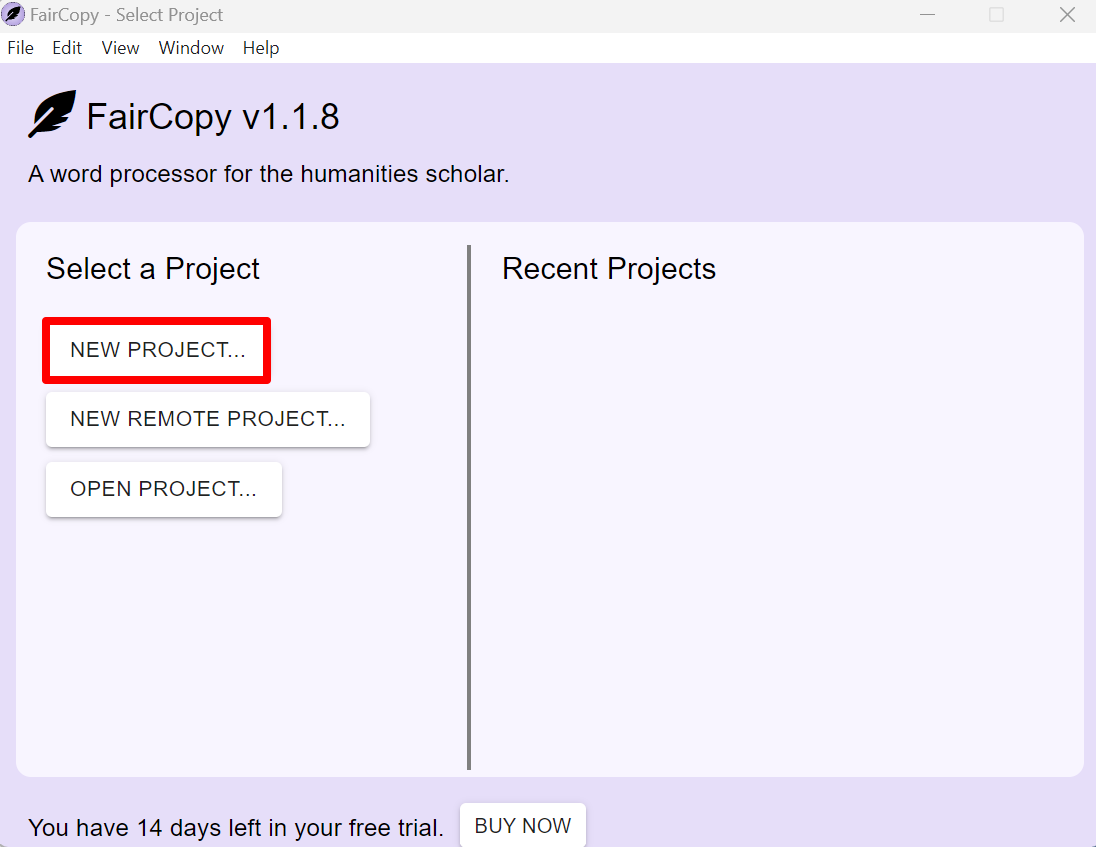 FairCopy - Select Project
File Edit View Window Help
FairCopy v1.1.8
A word processor for the humanities scholar.
Select a Project
NEW PROJECT...
NEW REMOTE PROJECT...
OPEN PROJECT...
Recent Projects
You have 14 days left in your free trial. BUY NOW